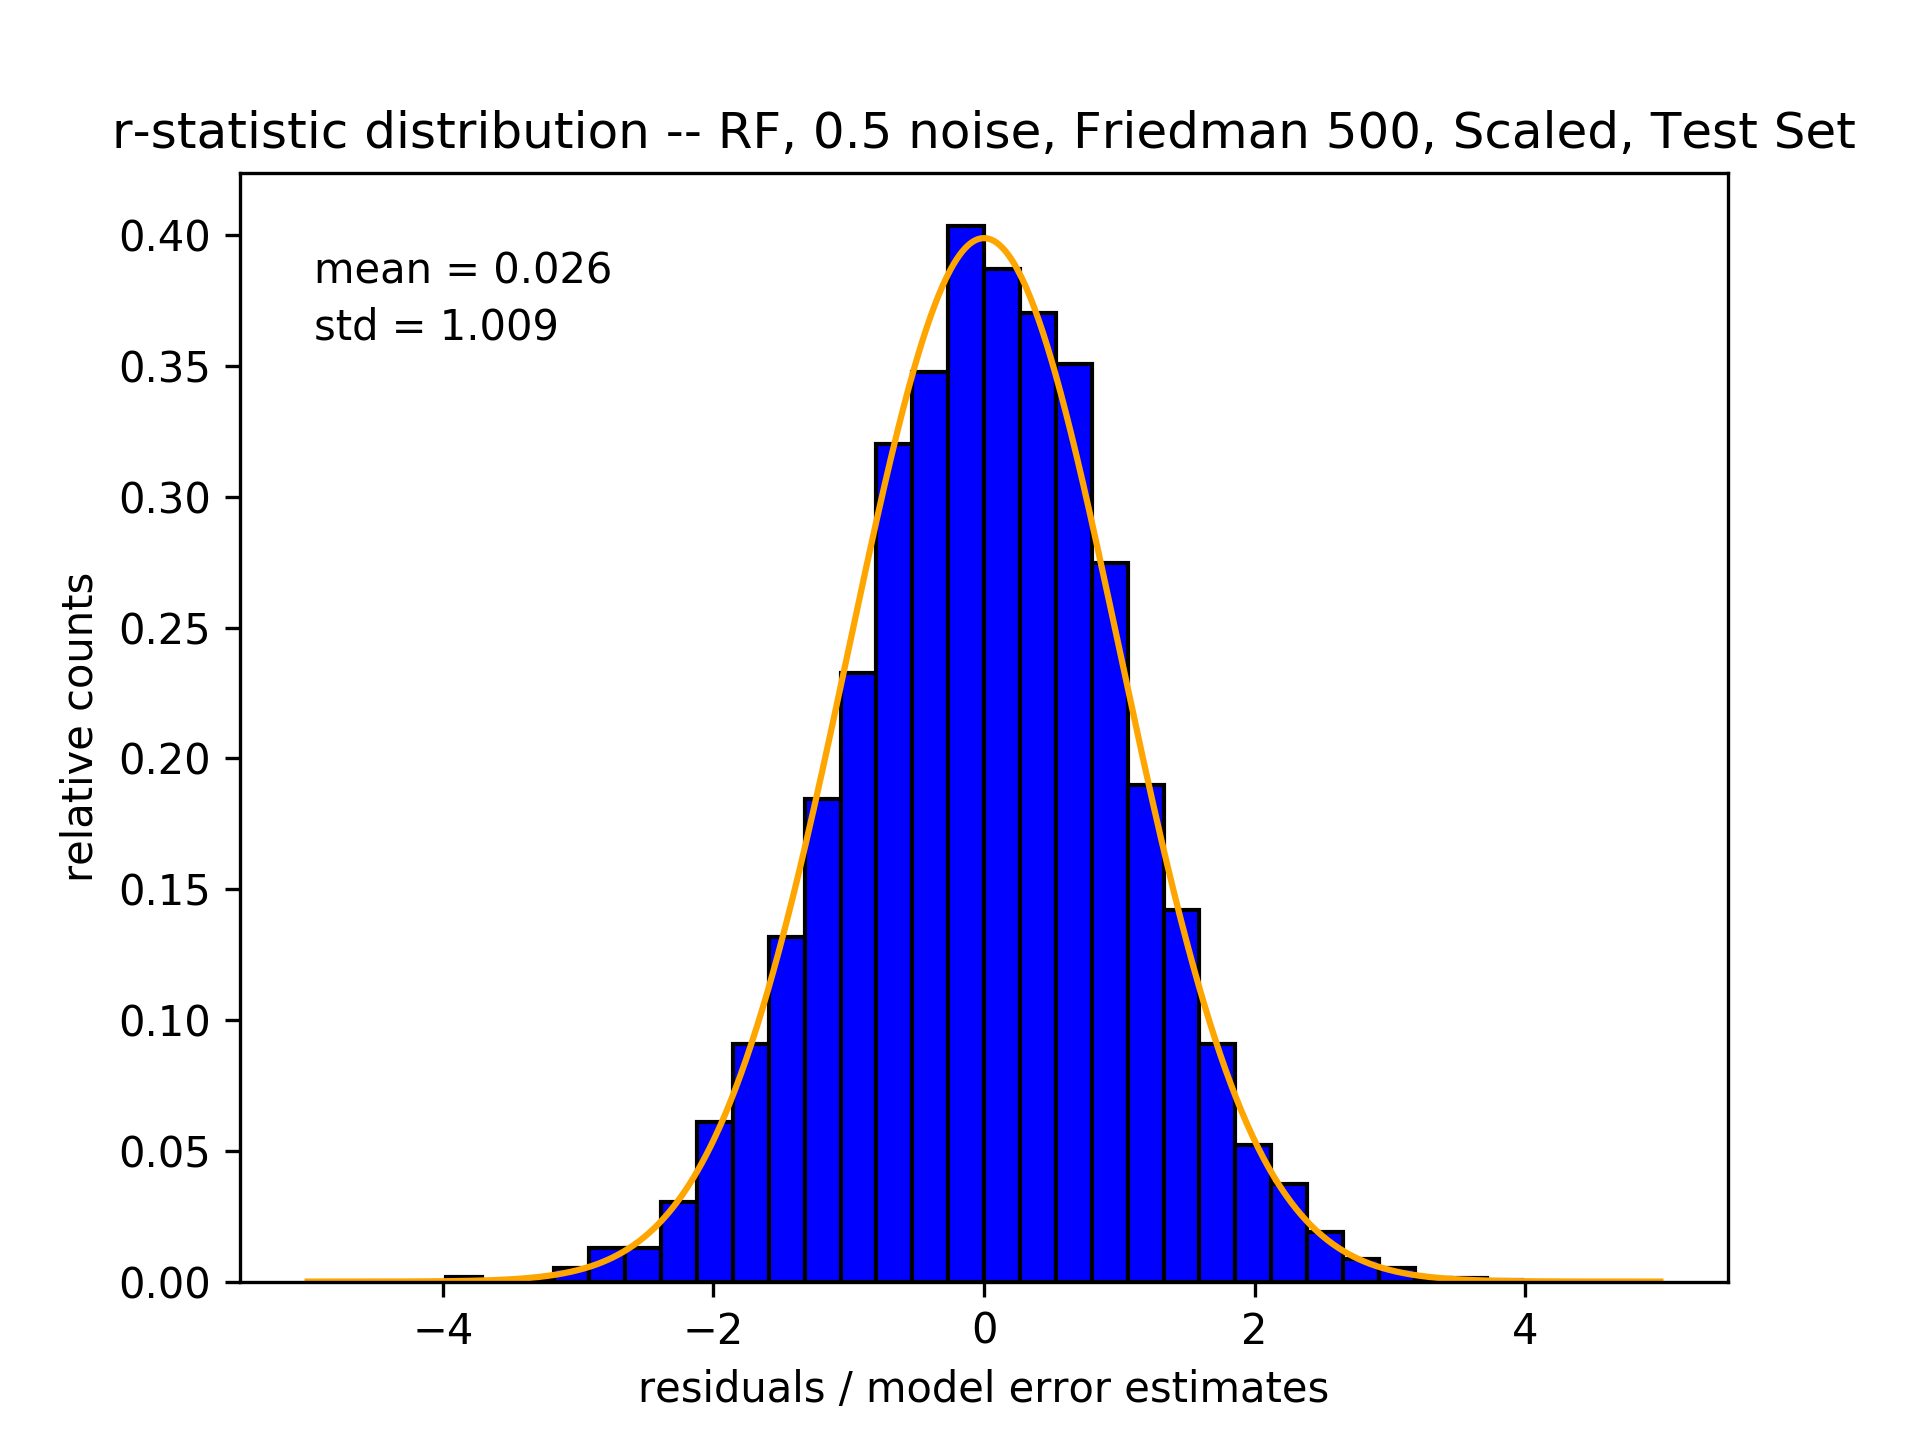 r-statistic distribution -- RF, 0.5 noise, Friedman 500, Scaled, Test Set
mean = 0.026
std = 1.009
relative counts
0.40
0.35
0.30
0.25
0.20
0.15
0.10
0.05
0.00
−4
−2
0
2
4
residuals / model error estimates